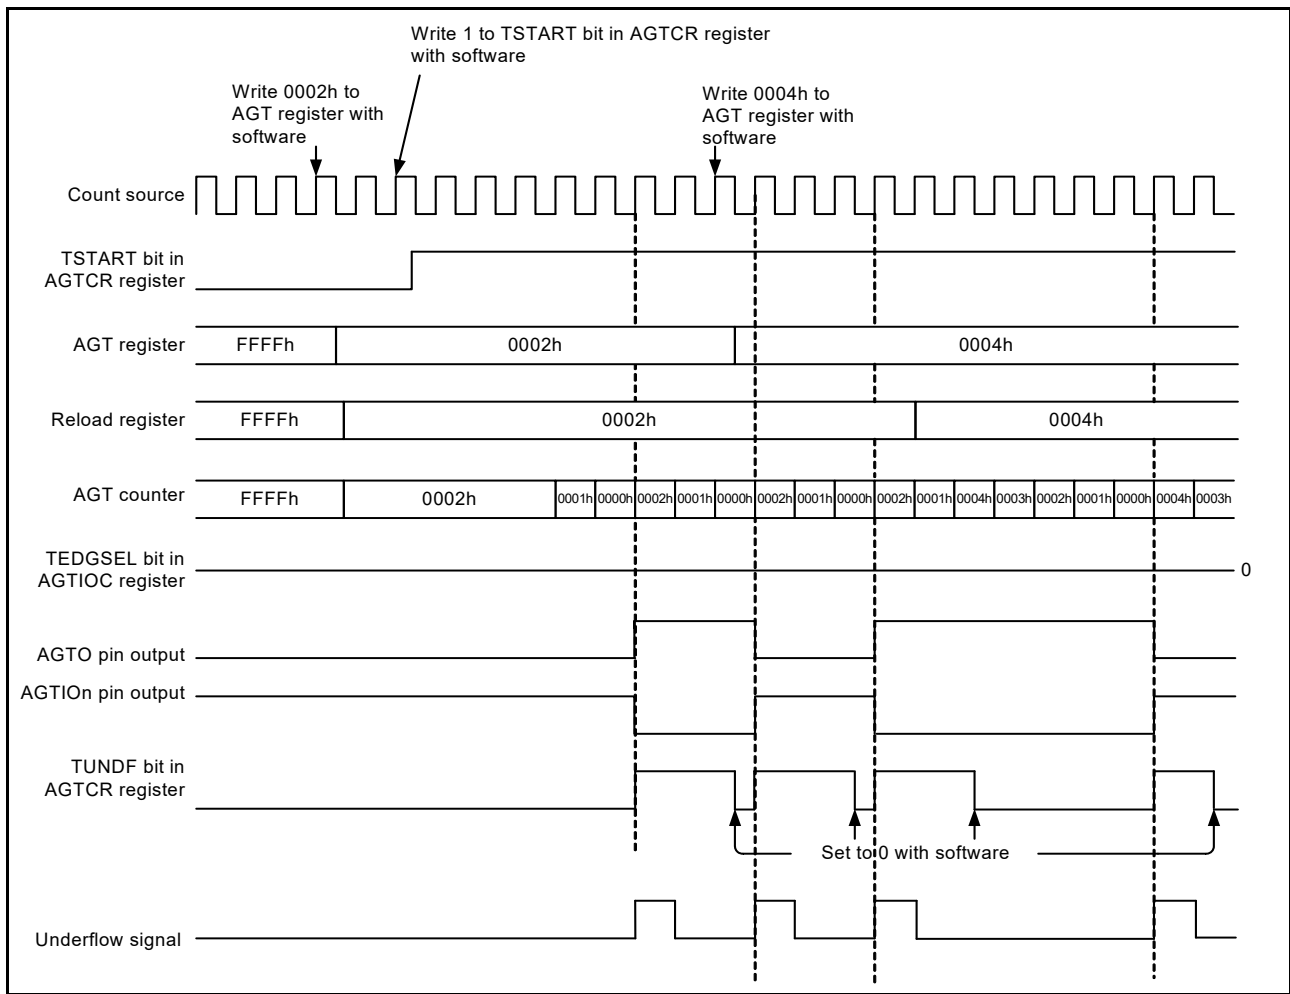 Write 1 to TSTART bit in AGTCR register
with software
Write 0002h to
AGT register with
software
Write 0004h to
AGT register with
software
Count source
TSTART bit in
AGTCR register
AGT register
FFFFh
0002h
0004h
Reload register
FFFFh
0002h
0004h
AGT counter
FFFFh
0002h
0001h
0000h
0002h
0001h
0000h
0002h
0001h
0000h
0002h
0001h
0004h
0003h
0002h
0001h
0000h
0004h
0003h
TEDGSEL bit in
AGTIOC register
0
AGTO pin output
AGTIOn pin output
TUNDF bit in
AGTCR register
Set to 0 with software
Underflow signal